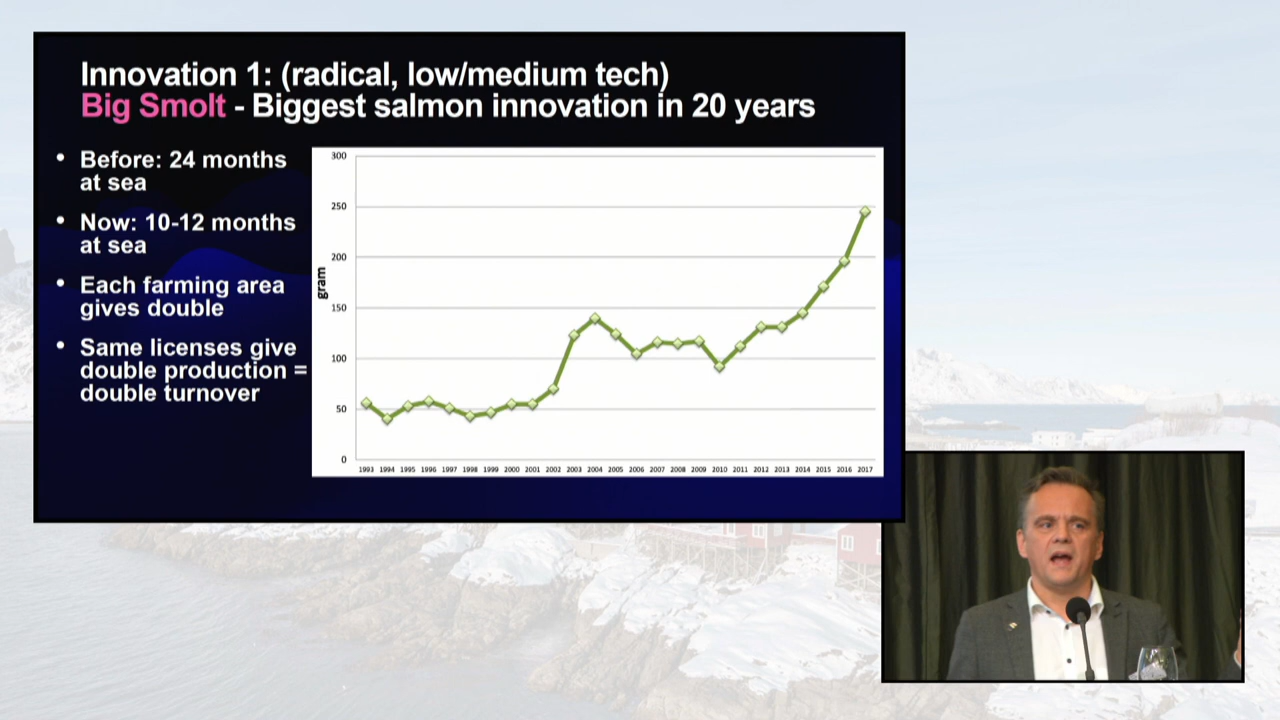 Innovation 1: (radical, low/medium tech)
Big Smolt - Biggest salmon innovation in 20 years
• Before: 24 months
at sea
• Now: 10-12 months
at sea
• Each farming area
gives double
• Same licenses give
double production =
double turnover
300
250
200
150
100
50
0
gram
1993 1994 1995 1996 1997 1998 1999 2000 2001 2002 2003 2004 2005 2006 2007 2008 2009 2010 2011 2012 2013 2014 2015 2016 2017